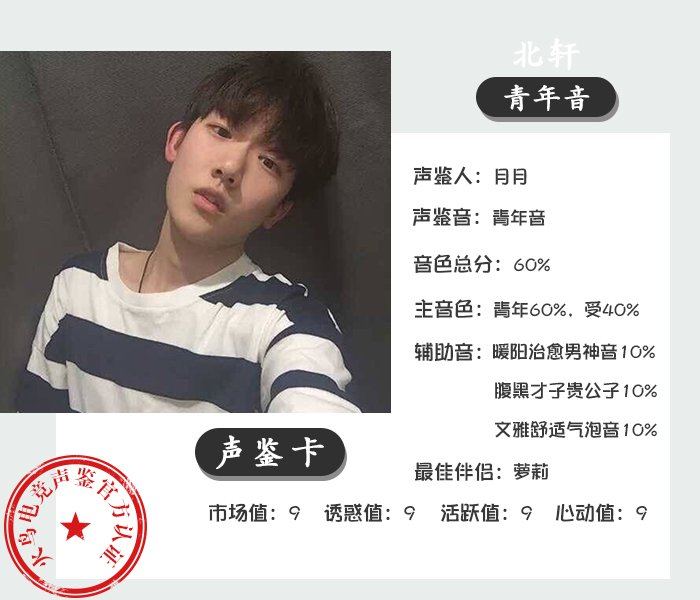 北轩
青年音
声鉴人：月月
声鉴音：青年音
音色总分：60%
主音色：青年60%，受40%
辅助音：暖阳治愈男神音10%
腹黑才子贵公子10%
文雅舒适气泡音10%
最佳伴侣：萝莉
声鉴卡
市场值：9 诱惑值：9 活跃值：9 心动值：9
火鸟电竞声鉴官方认证